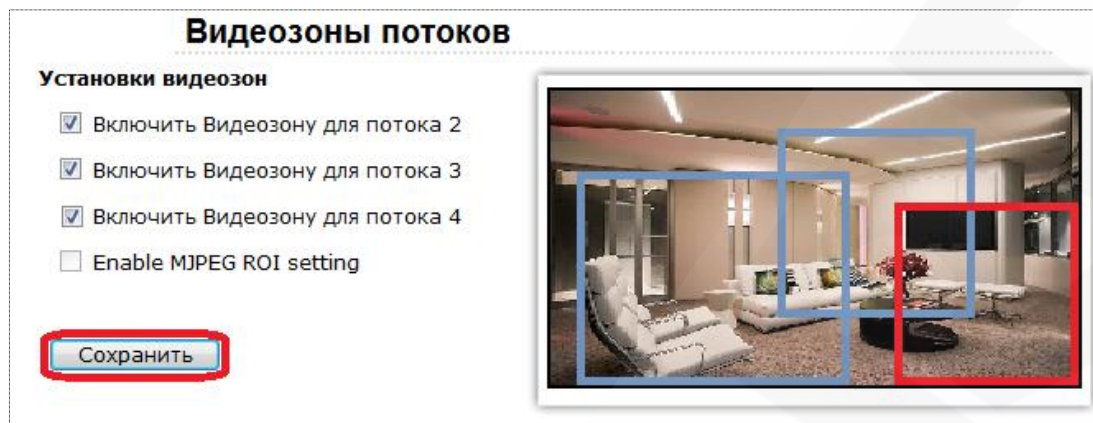 Видеозоны потоков
Установки видеозон
Включить Видеозону для потока 2
Включить Видеозону для потока 3
Включить Видеозону для потока 4
Enable MJPEG ROI setting
Сохранить